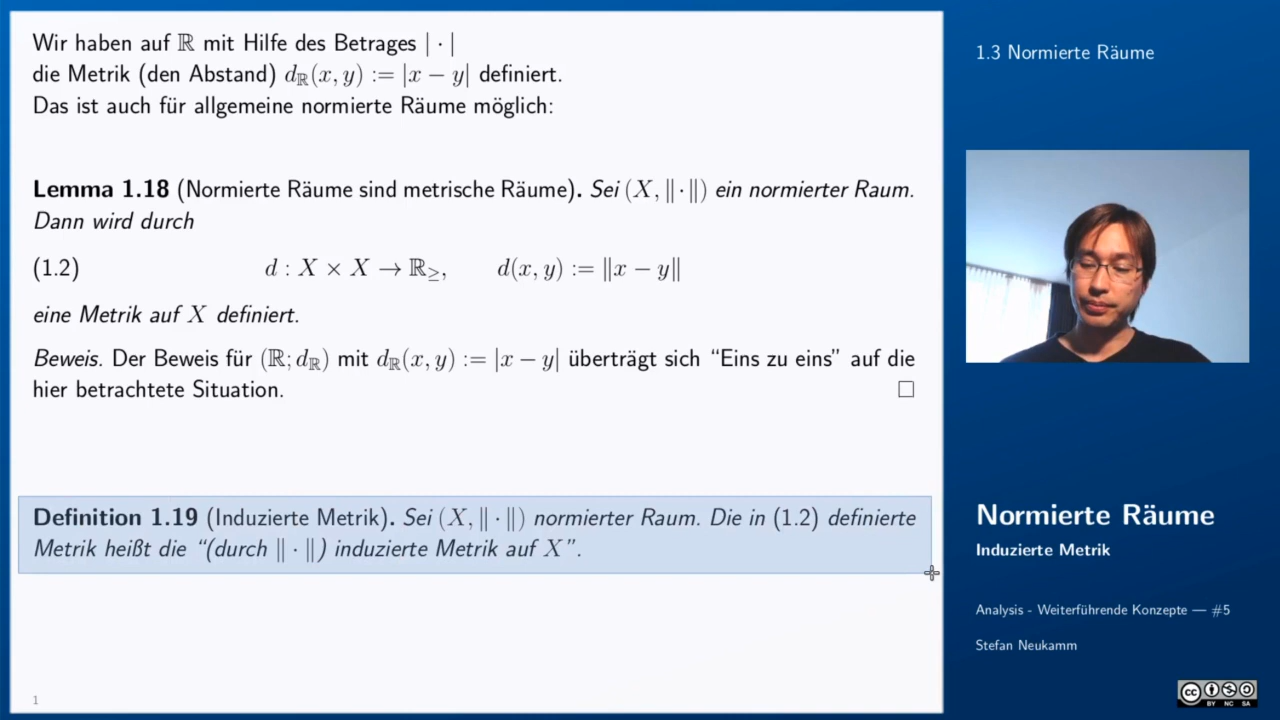 Wir haben auf ℝ mit Hilfe des Betrages | · |
die Metrik (den Abstand) d_ℝ(x, y) := |x − y| definiert.
Das ist auch für allgemeine normierte Räume möglich:
Lemma 1.18 (Normierte Räume sind metrische Räume). Sei (X, ‖·‖) ein normierter Raum.
Dann wird durch
(1.2) d : X × X → ℝ_≥, d(x, y) := ‖x − y‖
eine Metrik auf X definiert.
Beweis. Der Beweis für (ℝ; d_ℝ) mit d_ℝ(x, y) := |x − y| überträgt sich “Eins zu eins” auf die
hier betrachtete Situation. □
Definition 1.19 (Induzierte Metrik). Sei (X, ‖ · ‖) normierter Raum. Die in (1.2) definierte
Metrik heißt die “(durch ‖ · ‖) induzierte Metrik auf X”.
1
1.3 Normierte Räume
Normierte Räume
Induzierte Metrik
Analysis - Weiterführende Konzepte — #5
Stefan Neukamm
cc
BY NC SA